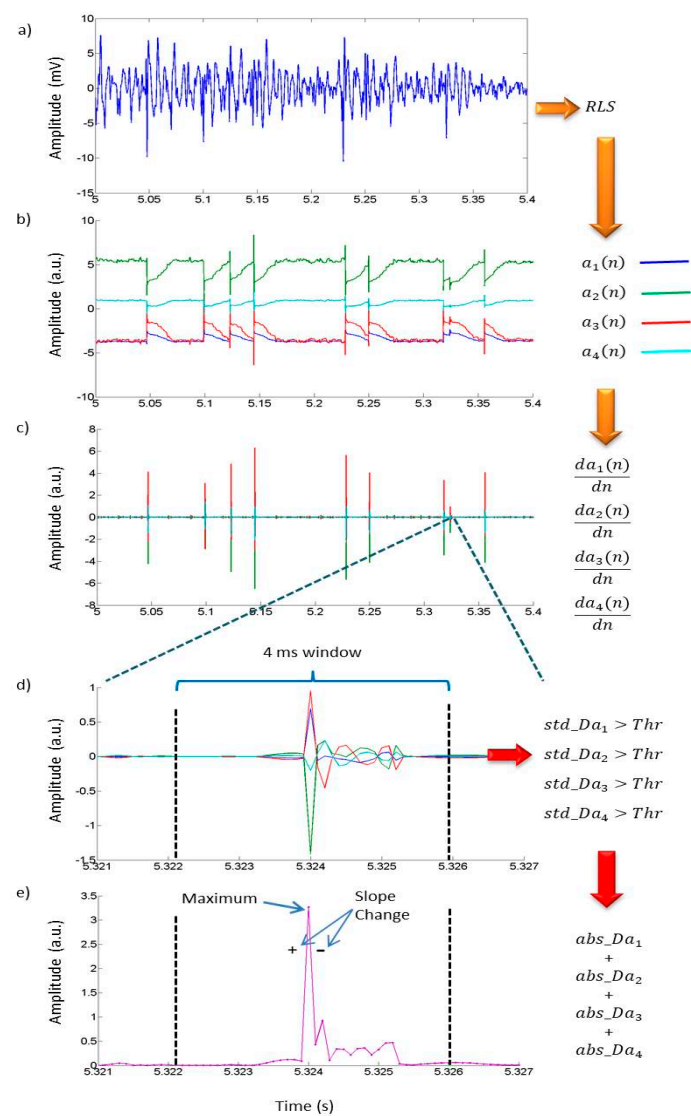 a)
Amplitude (mV)
10
5
0
-5
-10
-15
5
5.05
5.1
5.15
5.2
5.25
5.3
5.35
5.4
RLS
b)
Amplitude (a.u.)
10
5
0
-5
-10
5
5.05
5.1
5.15
5.2
5.25
5.3
5.35
5.4
a₁(n)
a₂(n)
a₃(n)
a₄(n)
c)
Amplitude (a.u.)
8
6
4
2
0
-2
-4
-6
-8
5
5.05
5.1
5.15
5.2
5.25
5.3
5.35
5.4
da₁(n)
dn
da₂(n)
dn
da₃(n)
dn
da₄(n)
dn
4 ms window
d)
Amplitude (a.u.)
1
0.5
0
-0.5
-1
-1.5
5.321
5.322
5.323
5.324
5.325
5.326
5.327
std_Da₁ > Thr
std_Da₂ > Thr
std_Da₃ > Thr
std_Da₄ > Thr
e)
Amplitude (a.u.)
3.5
3
2.5
2
1.5
1
0.5
0
5.321
5.322
5.323
5.324
5.325
5.326
5.327
Maximum
Slope
Change
+
-
abs_Da₁
+
abs_Da₂
+
abs_Da₃
+
abs_Da₄
Time (s)